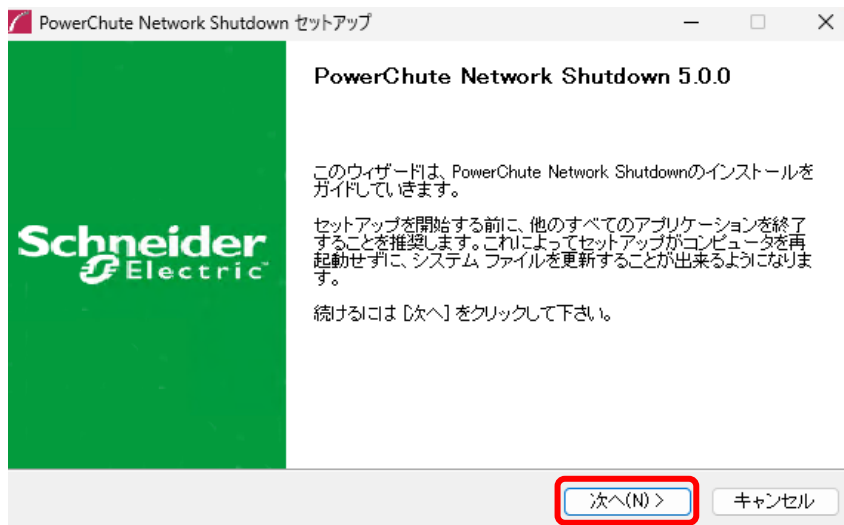 PowerChute Network Shutdown セットアップ
PowerChute Network Shutdown 5.0.0
このウィザードは、PowerChute Network Shutdownのインストールを
ガイドしていきます。
セットアップを開始する前に、他のすべてのアプリケーションを終了
することを推奨します。これによってセットアップがコンピュータを再
起動せずに、システム ファイルを更新することが出来るようになりま
す。
続けるには [次へ] をクリックして下さい。
Schneider
Electric™
次へ(N) >
キャンセル